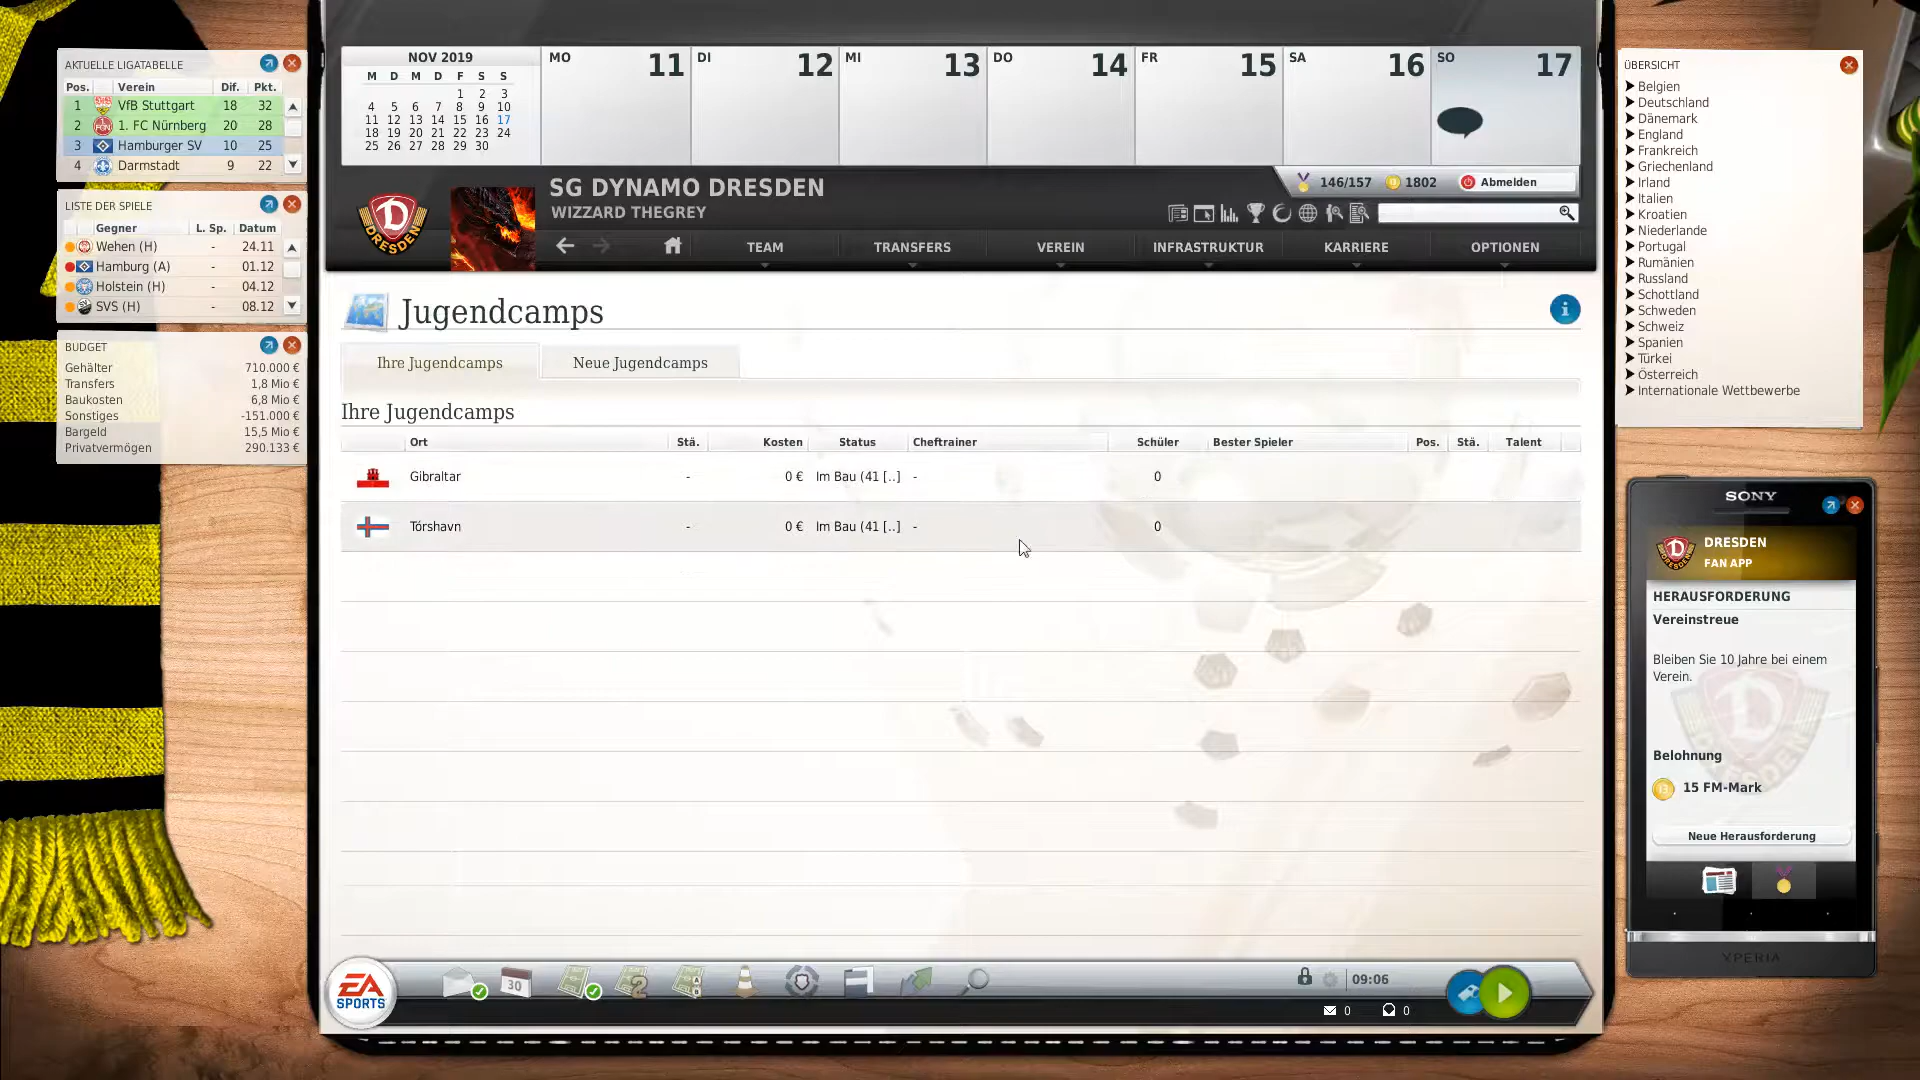 AKTUELLE LIGATABELLE
Pos. Verein Dif. Pkt.
1 VfB Stuttgart 18 32
2 1. FC Nürnberg 20 28
3 Hamburger SV 10 25
4 Darmstadt 9 22
LISTE DER SPIELE
Gegner L. Sp. Datum
Wehen (H) - 24.11
Hamburg (A) - 01.12
Holstein (H) - 04.12
SVS (H) - 08.12
BUDGET
Gehälter 710.000 €
Transfers 1,8 Mio €
Baukosten 6,8 Mio €
Sonstiges -151.000 €
Bargeld 15,5 Mio €
Privatvermögen 290.133 €
NOV 2019
M D M D F S S
1 2 3
4 5 6 7 8 9 10
11 12 13 14 15 16 17
18 19 20 21 22 23 24
25 26 27 28 29 30
MO 11 DI 12 MI 13 DO 14 FR 15 SA 16 SO 17
SG DYNAMO DRESDEN
WIZZARD THEGREY
146/157 1802 Abmelden
TEAM TRANSFERS VEREIN INFRASTRUKTUR KARRIERE OPTIONEN
Jugendcamps
Ihre Jugendcamps Neue Jugendcamps
Ihre Jugendcamps
Ort Stä. Kosten Status Cheftrainer Schüler Bester Spieler Pos. Stä. Talent
Gibraltar - 0 € Im Bau (41 [..] - 0
Tórshavn - 0 € Im Bau (41 [..] - 0
EA
SPORTS
30
2
09:06
0 0
ÜBERSICHT
Belgien
Deutschland
Dänemark
England
Frankreich
Griechenland
Irland
Italien
Kroatien
Niederlande
Portugal
Rumänien
Russland
Schottland
Schweden
Schweiz
Spanien
Türkei
Österreich
Internationale Wettbewerbe
SONY
DRESDEN
FAN APP
HERAUSFORDERUNG
Vereinstreue
Bleiben Sie 10 Jahre bei einem
Verein.
Belohnung
15 FM-Mark
Neue Herausforderung
XPERIA